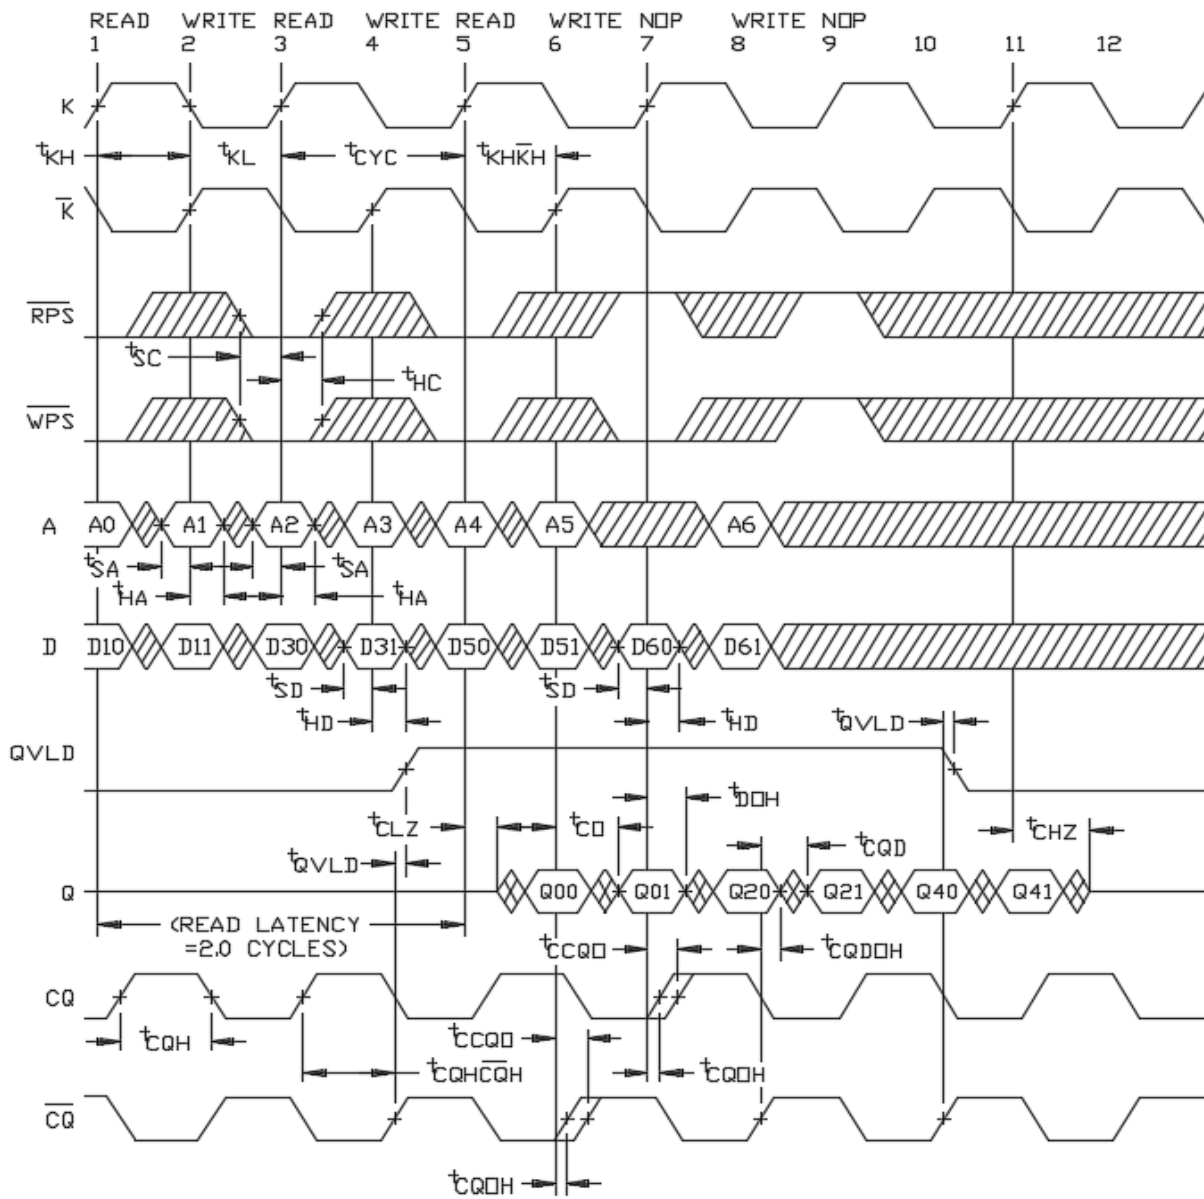 READ WRITE READ WRITE READ WRITE NOP WRITE NOP
1 2 3 4 5 6 7 8 9 10 11 12
K
tKH tKL tCYC tKHK̅H
K̅
R̅P̅S̅
tSC
tHC
W̅P̅S̅
A A0 A1 A2 A3 A4 A5 A6
tSA tSA
tHA tHA
D D10 D11 D30 D31 D50 D51 D60 D61
tSD tSD
tHD tHD tQVLD
QVLD
tDOH
tCLZ tCO tCHZ
tCQD
tQVLD
Q Q00 Q01 Q20 Q21 Q40 Q41
(READ LATENCY
=2.0 CYCLES)
tCCQO tCQDOH
CQ
tCQH tCCQO
tCQHC̅Q̅H tCQOH
C̅Q̅
tCQOH